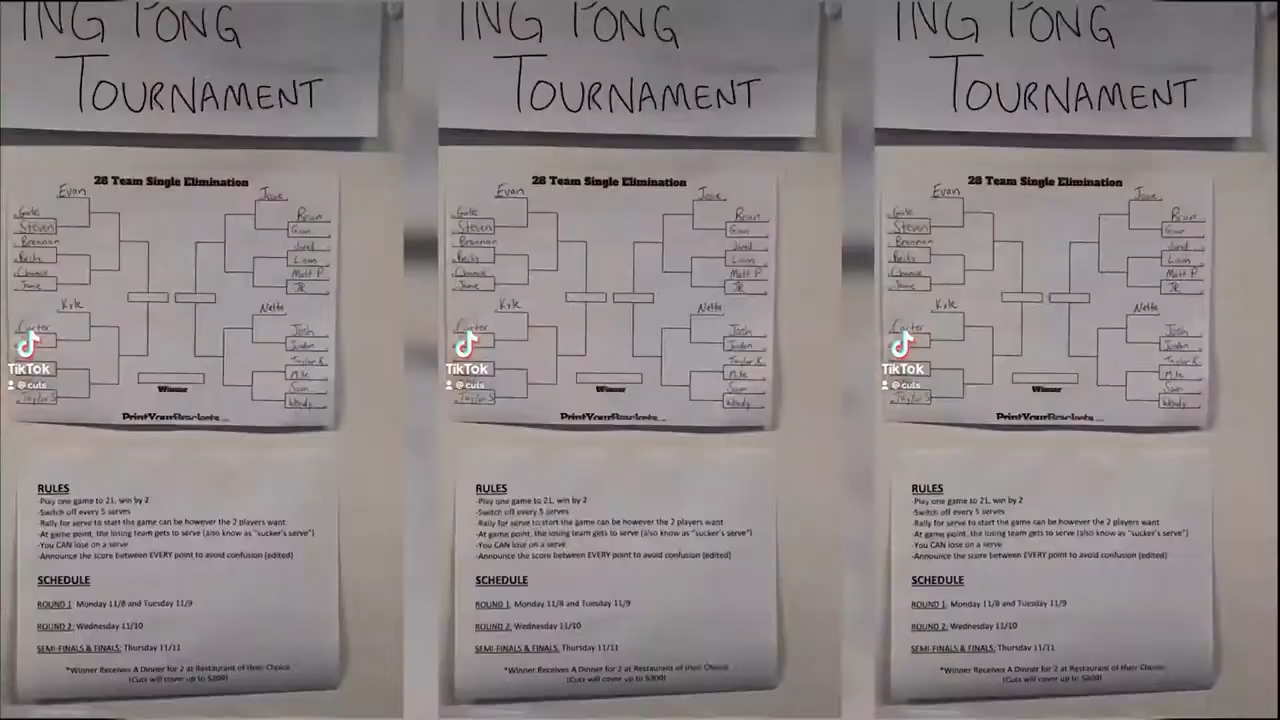 ING PONG
TOURNAMENT
28 Team Single Elimination
Evan
Jane
Gabe
Steven
Brennan
Becks
Chance
Jamie
Brian
Gian
Jared
Liam
Matt P
JR
Kyle
Netta
Carter
Taylor S
Josh
Jordan
Taylor R
Mike
Sam
Wendy
TikTok
@cuts
Winner
PrintYourBrackets
RULES
-Play one game to 21, win by 2
-Switch off every 5 serves
-Rally for serve to start the game can be however the 2 players want
-At game point, the losing team gets to serve (also know as "sucker's serve")
-You CAN lose on a serve
-Announce the score between EVERY point to avoid confusion (edited)
SCHEDULE
ROUND 1: Monday 11/8 and Tuesday 11/9
ROUND 2: Wednesday 11/10
SEMI-FINALS & FINALS: Thursday 11/11
*Winner Receives A Dinner for 2 at Restaurant of their Choice
(Cuts will cover up to $200)